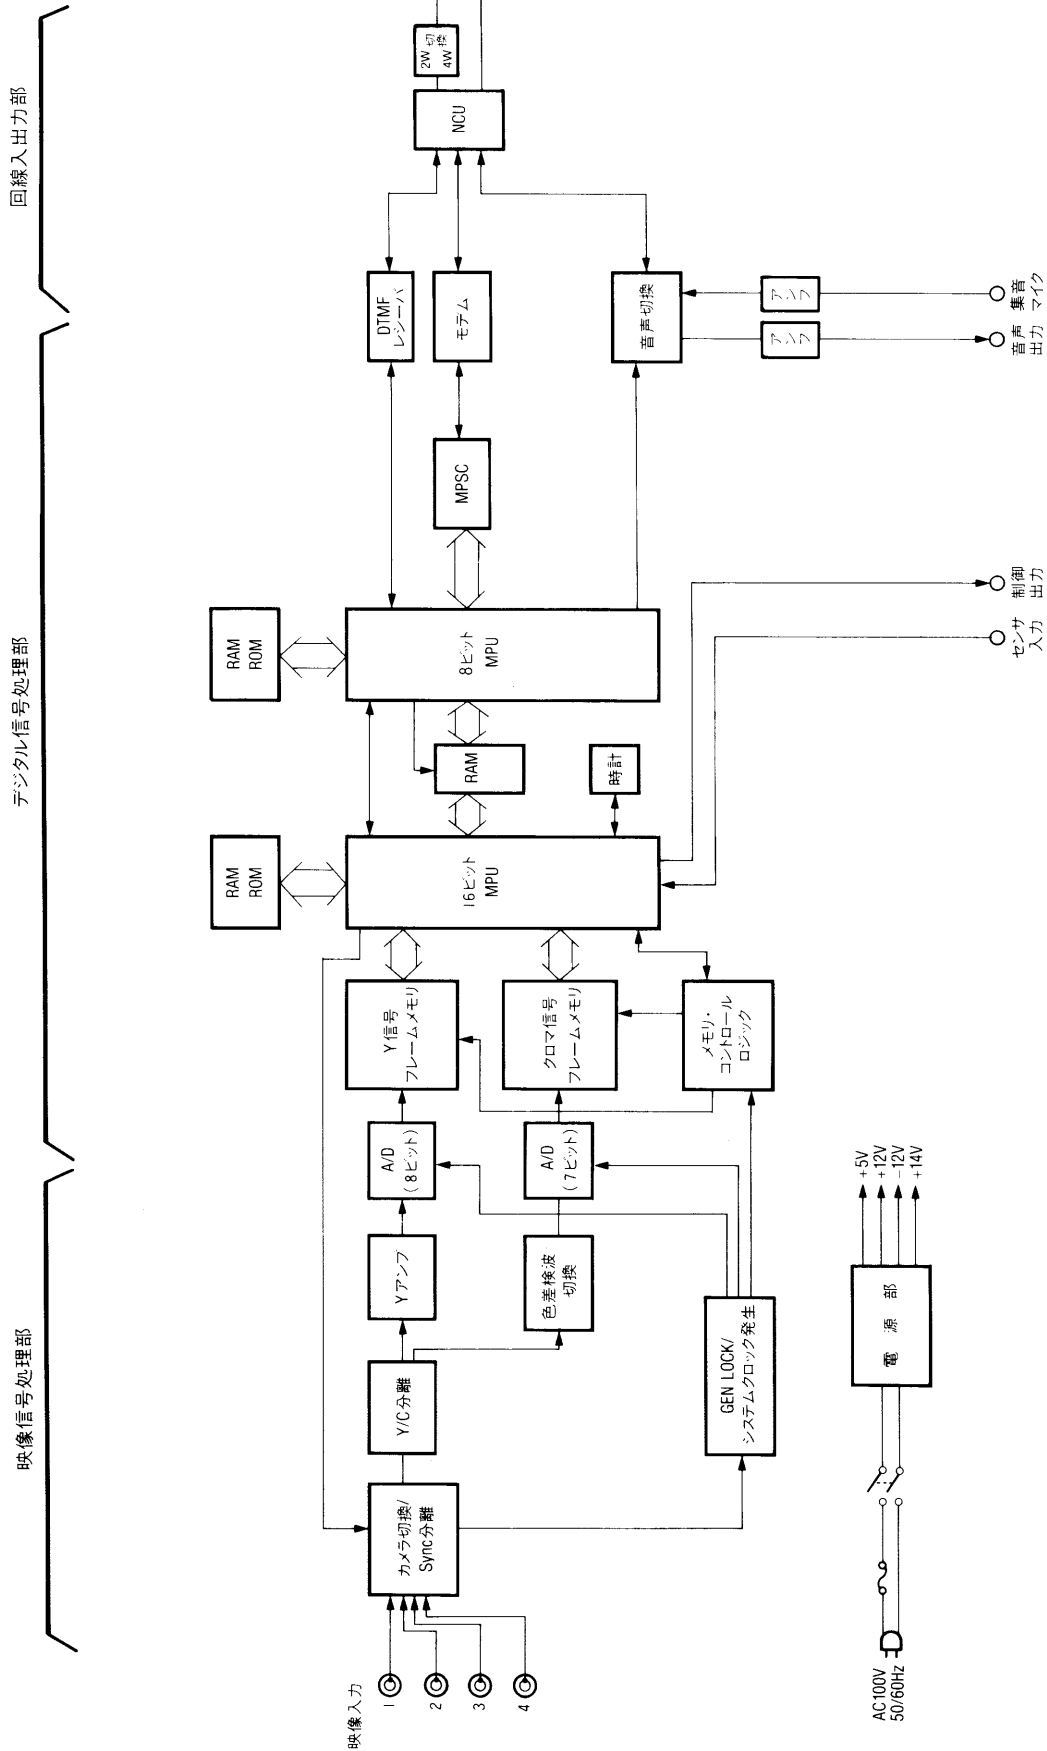 映像信号処理部
デジタル信号処理部
回線入出力部
映像入力
1
2
3
4
カメラ切換/
Sync分離
Y/C分離
Yアンプ
A/D
(8ビット)
Y信号
フレームメモリ
色差検波
切換
A/D
(7ビット)
クロマ信号
フレームメモリ
GEN LOCK/
システムクロック発生
メモリ・
コントロール
ロジック
RAM
ROM
16ビット
MPU
RAM
時計
RAM
ROM
8ビット
MPU
MPSC
DTMF
レシーバ
モデム
音声切換
NCU
2W 切
4W 換
アンプ
アンプ
センサ
入力
制御
出力
音声
出力
集音
マイク
AC100V
50/60Hz
電源部
+5V
+12V
-12V
+14V